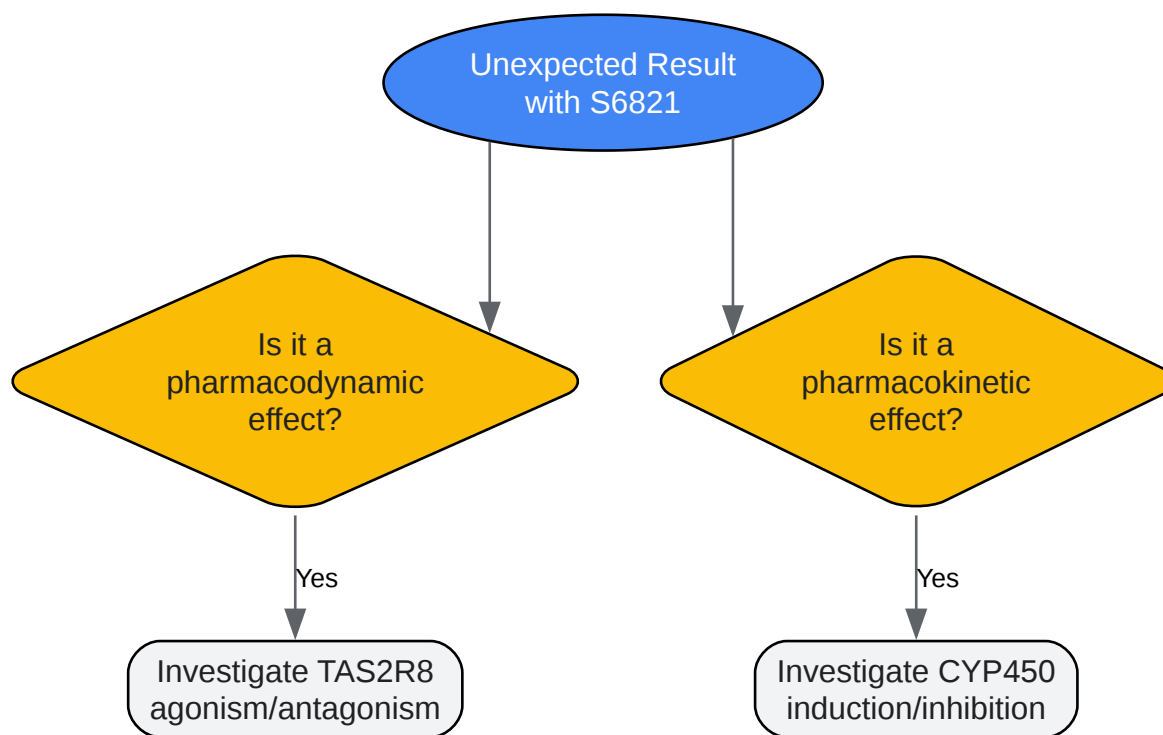 Unexpected Result
with S6821
Is it a
pharmacodynamic
effect?
Is it a
pharmacokinetic
effect?
Yes
Yes
Investigate TAS2R8
agonism/antagonism
Investigate CYP450
induction/inhibition